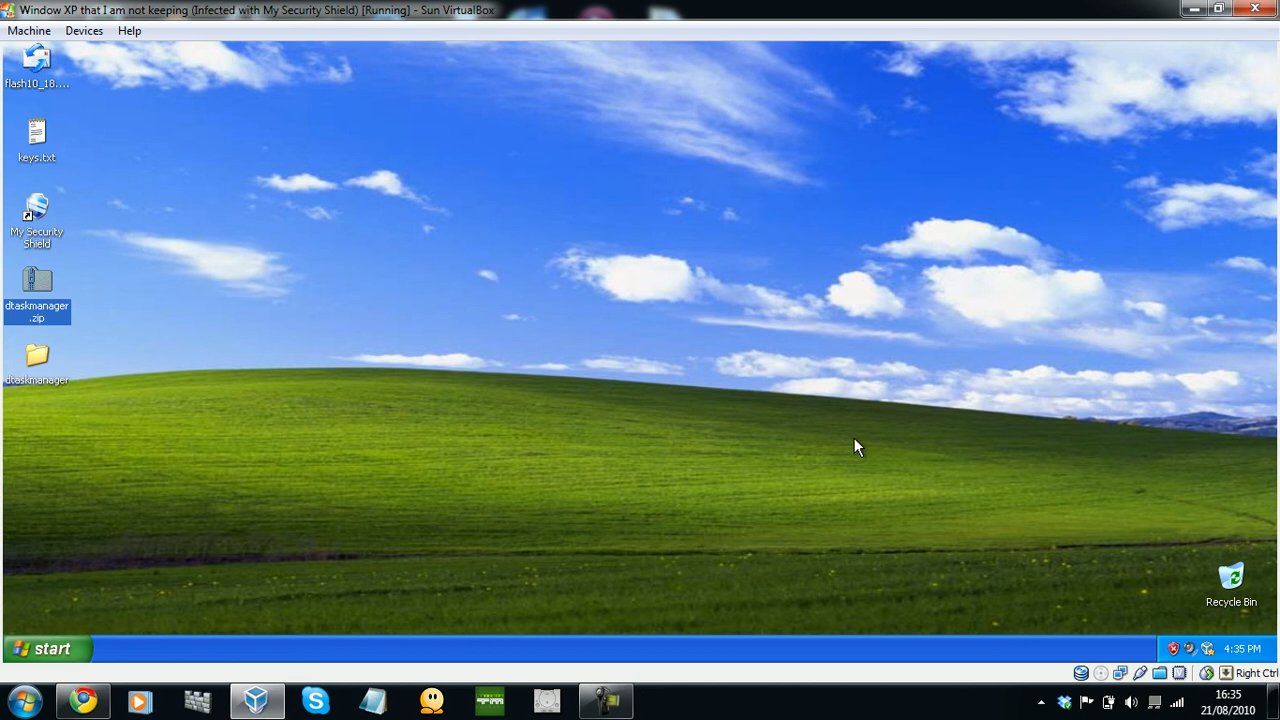 Window XP that I am not keeping (Infected with My Security Shield) [Running] - Sun VirtualBox
Machine Devices Help
flash10_18....
keys.txt
My Security
Shield
dtaskmanager
.zip
dtaskmanager
Recycle Bin
start
4:35 PM
Right Ctrl
16:35
21/08/2010